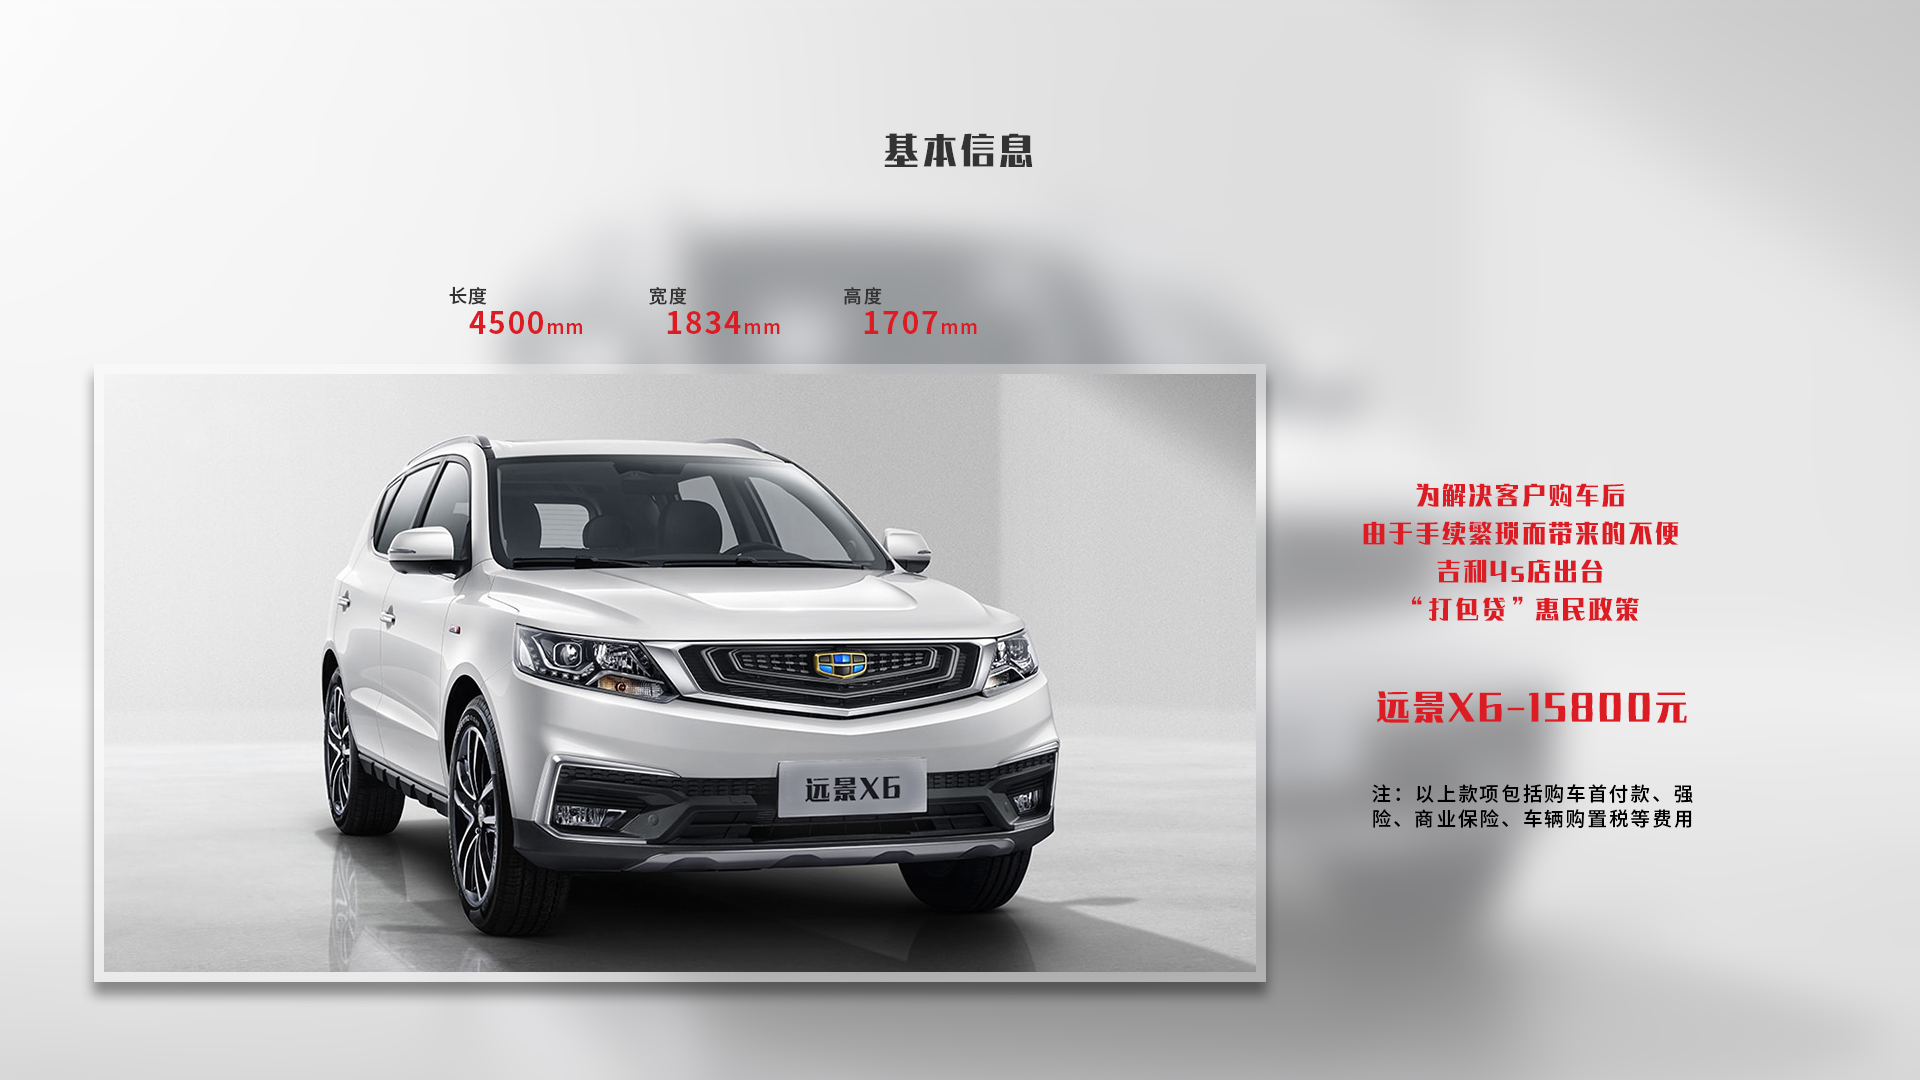 基本信息
长度 宽度 高度
4500mm 1834mm 1707mm
为解决客户购车后
由于手续繁琐而带来的不便
吉利4s店出台
“打包贷”惠民政策
远景X6-15800元
远景X6
注：以上款项包括购车首付款、强
险、商业保险、车辆购置税等费用